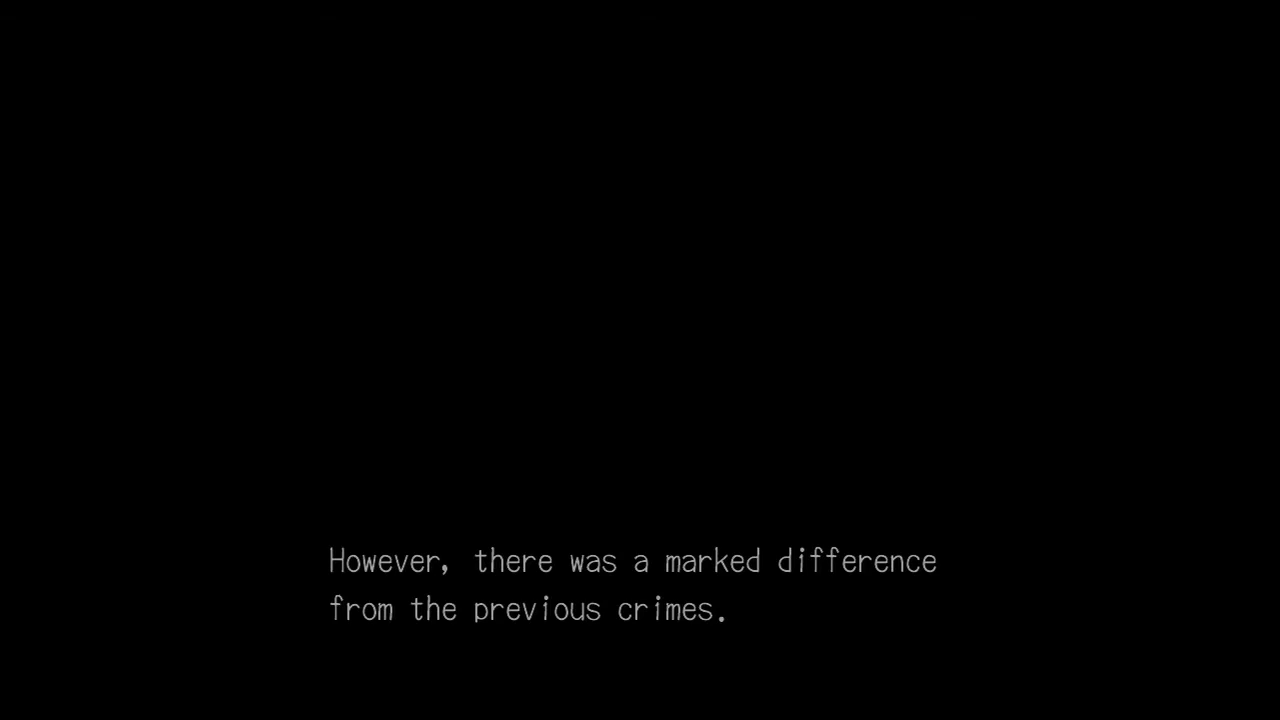 However, there was a marked difference
from the previous crimes.